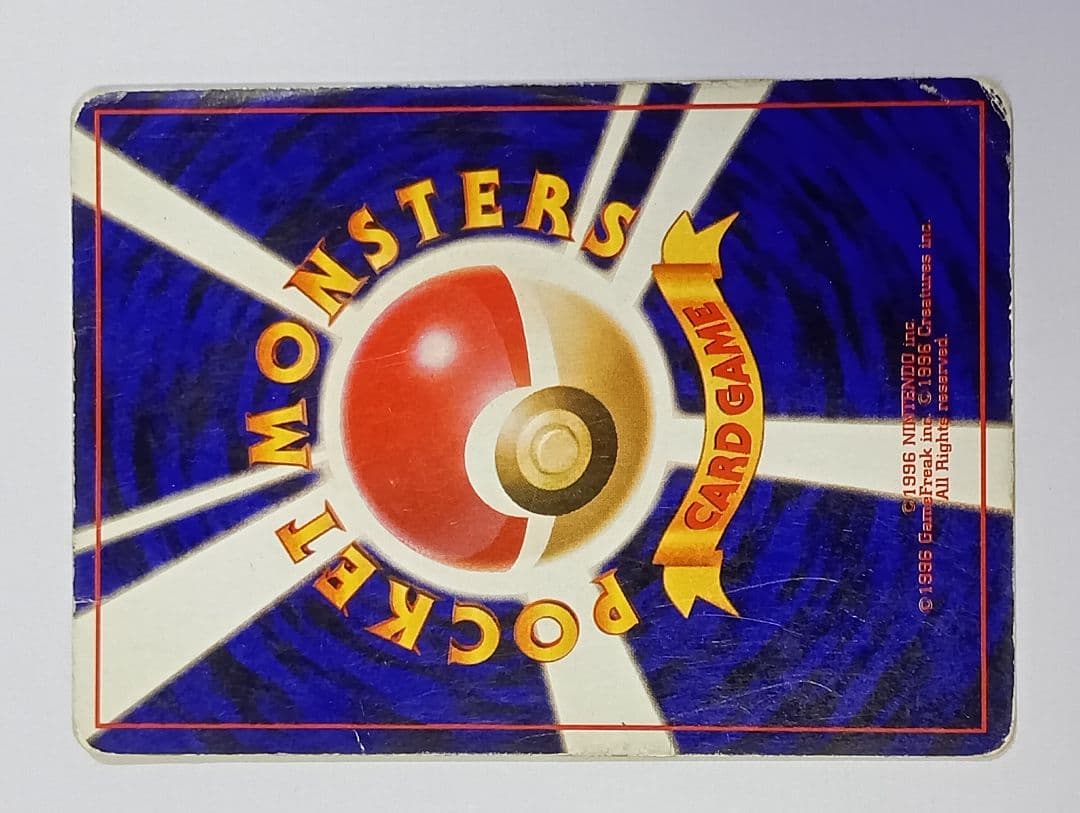 POCKET MONSTERS
CARD GAME
©1996 NINTENDO inc.
©1996 GameFreak inc. © 1996 Creatures inc.
All Rights reserved.